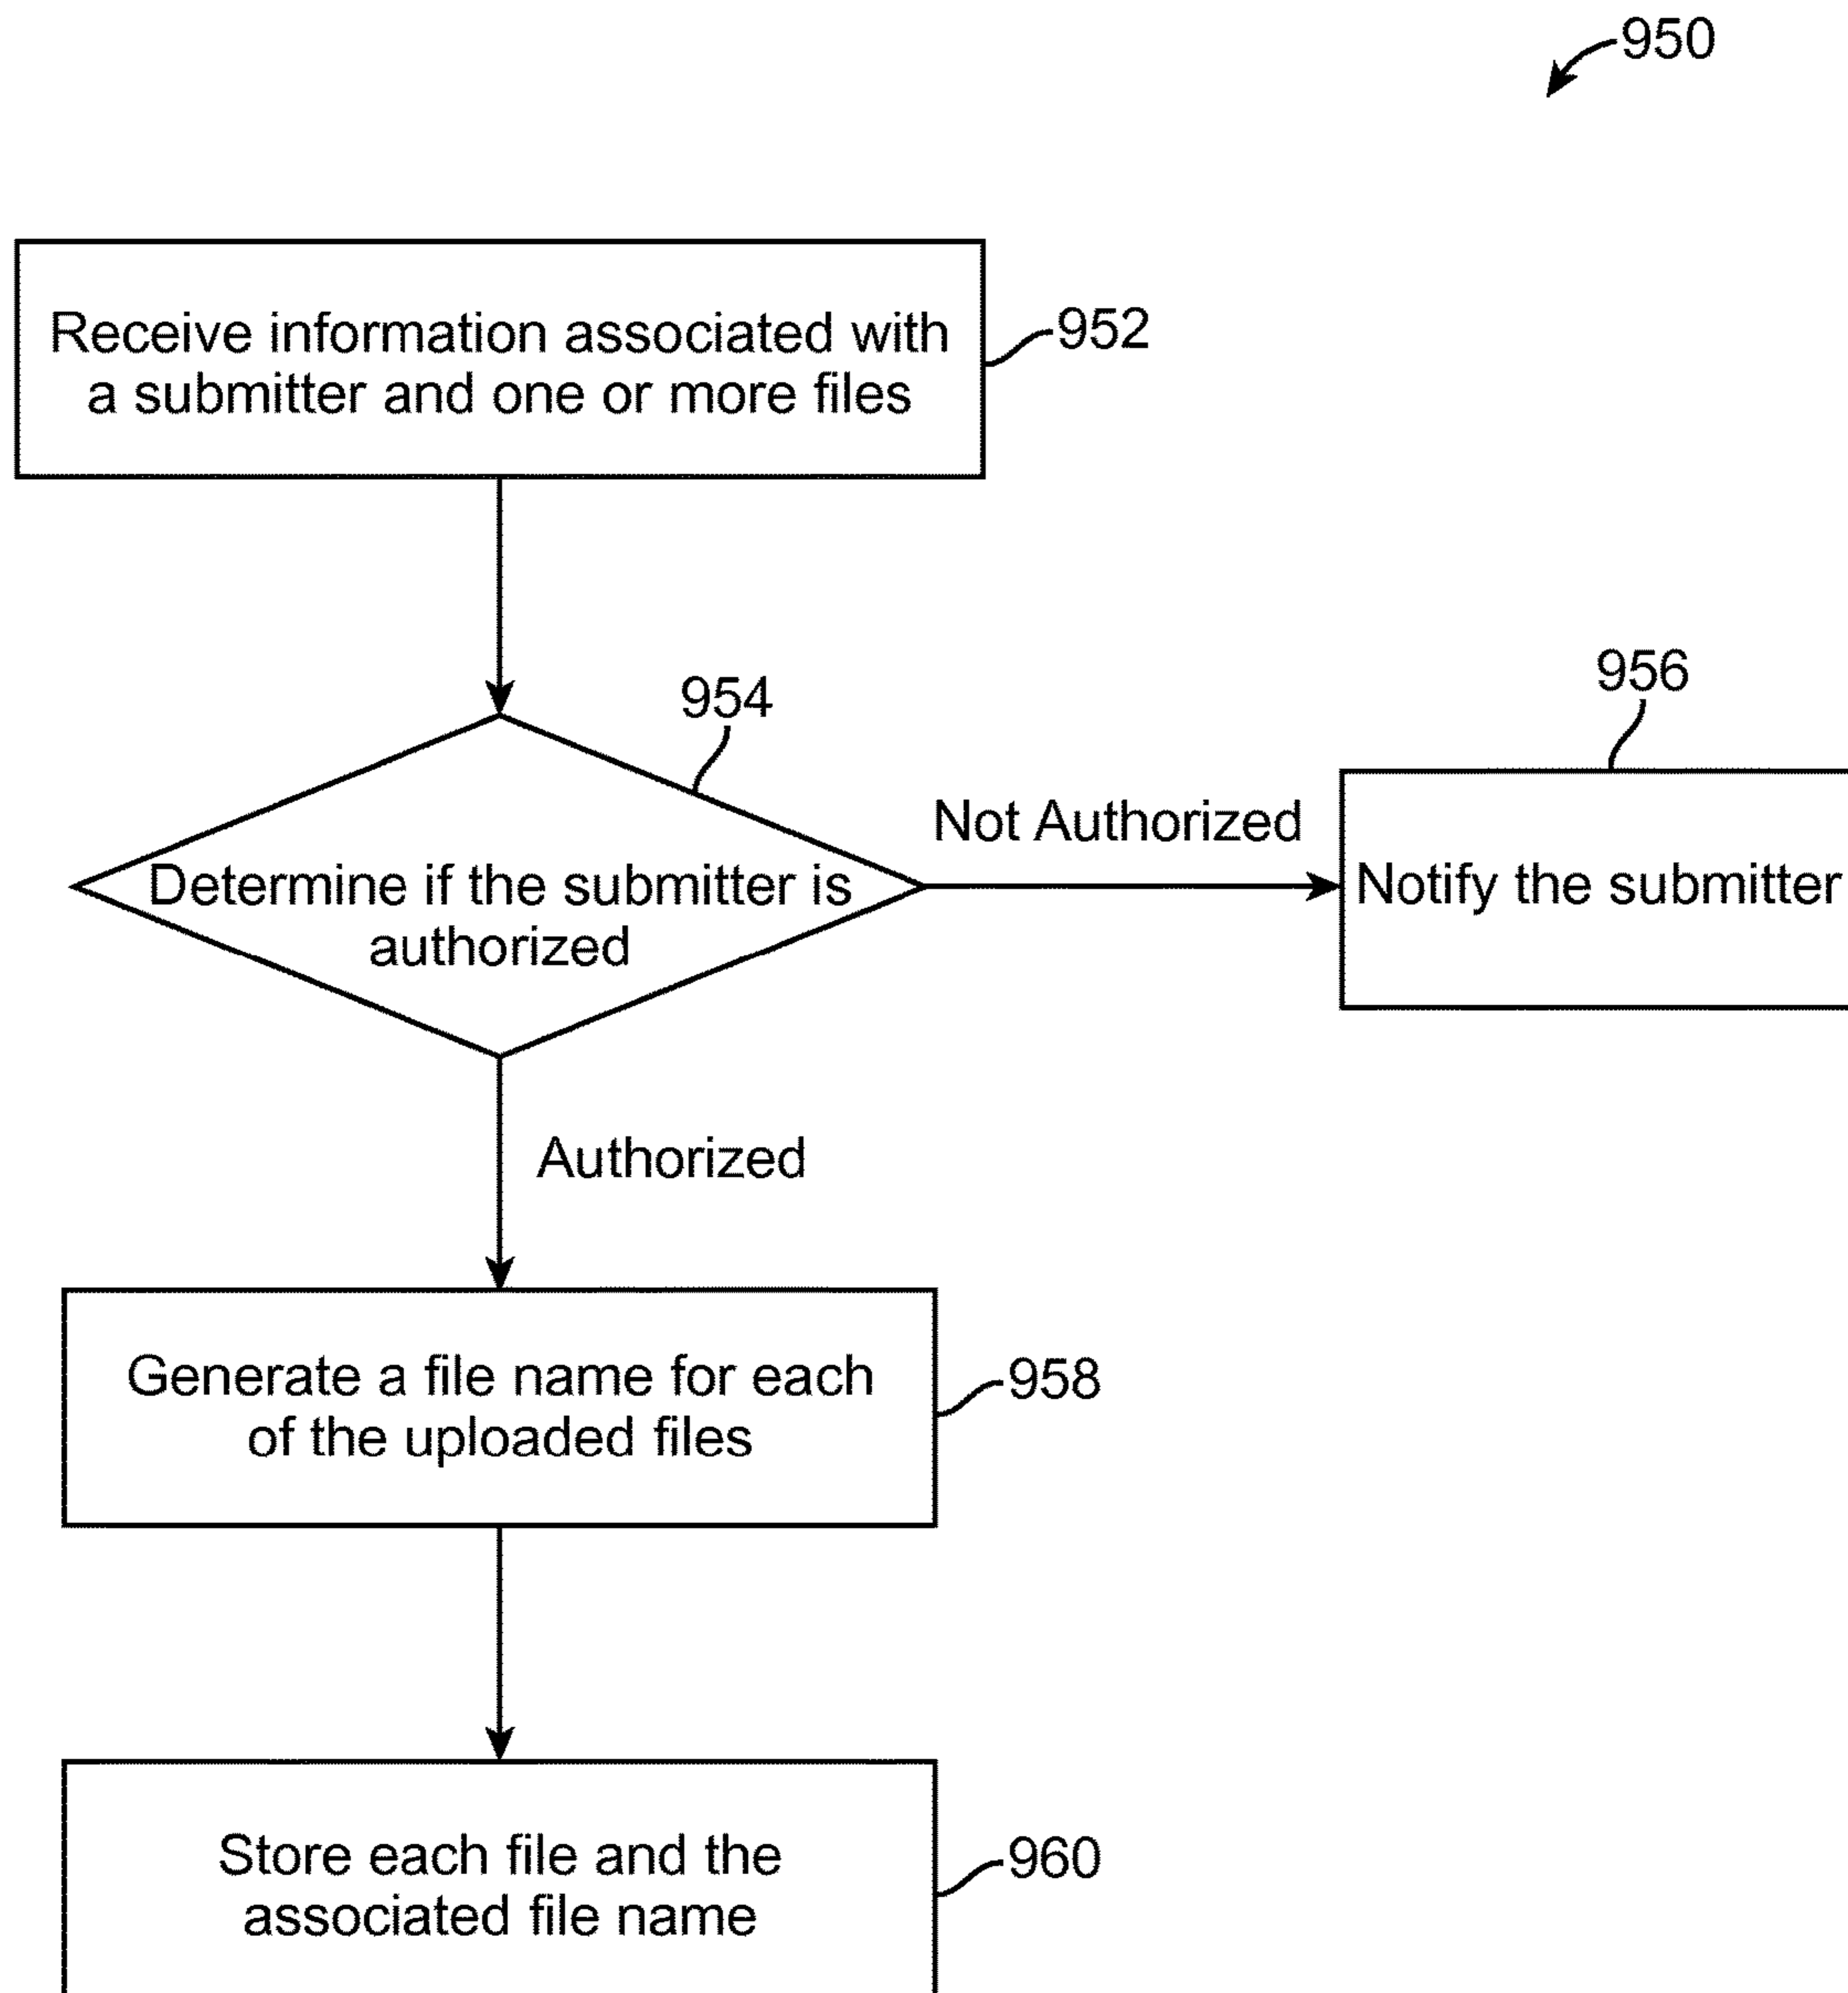 950
Receive information associated with
a submitter and one or more files
952
954
956
Determine if the submitter is
authorized
Not Authorized
Notify the submitter
Authorized
Generate a file name for each
of the uploaded files
958
Store each file and the
associated file name
960